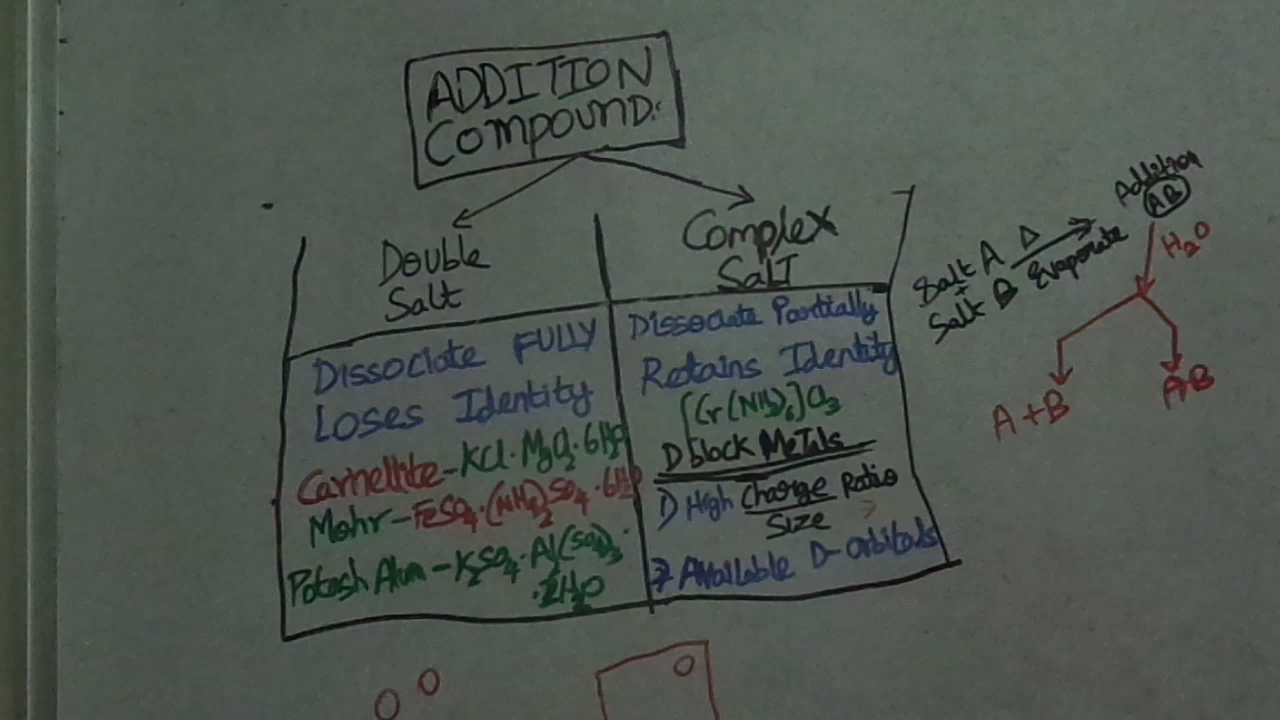 ADDITION
COMPOUND.
Double
Salt
Complex
Salt
Dissociate FULLY
Loses Identity
Carnellite-KCl·MgCl₂·6H₂O
Mohr-FeSO₄·(NH₄)₂SO₄·6H₂O
Potash Alum-K₂SO₄·Al₂(SO₄)₃·
Dissociate Partially
Retains Identity
[Cr(NH₃)₆]Cl₃
D block Metals
1) High Charge Ratio
Size
2) Available D-orbitals
Addition
AB
Salt A Δ
+
Salt B Evaporate
H₂O
A+B
AB